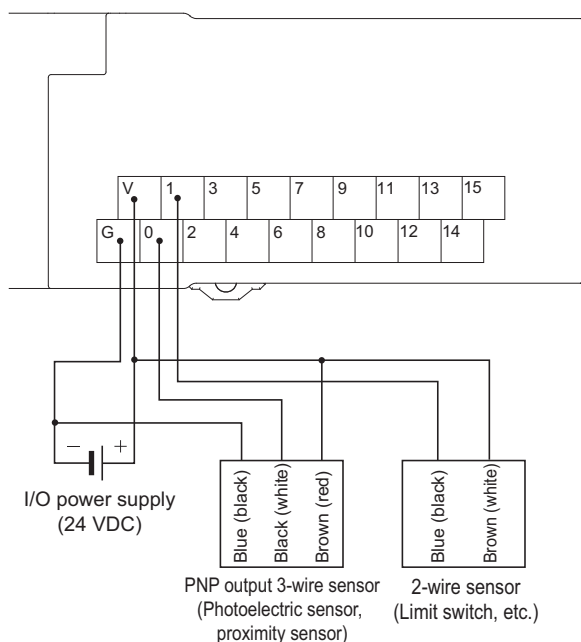 V 1 3 5 7 9 11 13 15
G 0 2 4 6 8 10 12 14
− +
I/O power supply
(24 VDC)
Blue (black)
Black (white)
Brown (red)
Blue (black)
Brown (white)
PNP output 3-wire sensor
(Photoelectric sensor,
proximity sensor)
2-wire sensor
(Limit switch, etc.)